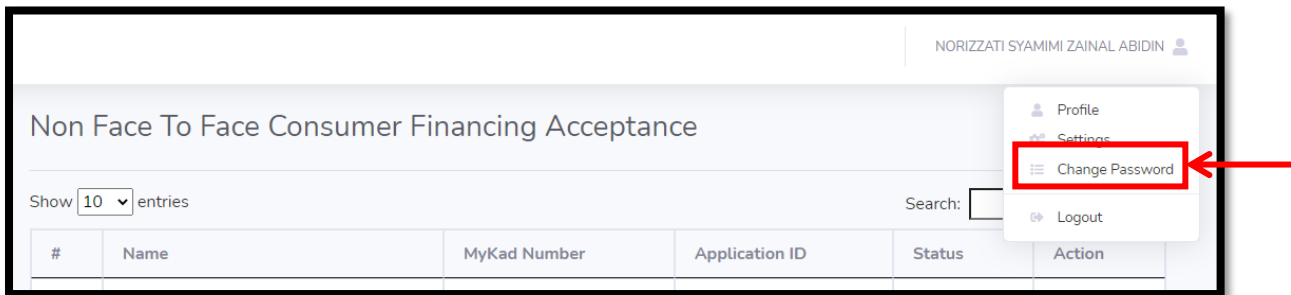 NORIZZATI SYAMIMI ZAINAL ABIDIN
Profile
Non Face To Face Consumer Financing Acceptance
Settings
Change Password
Show 10 entries
Search:
Logout
# Name MyKad Number Application ID Status Action